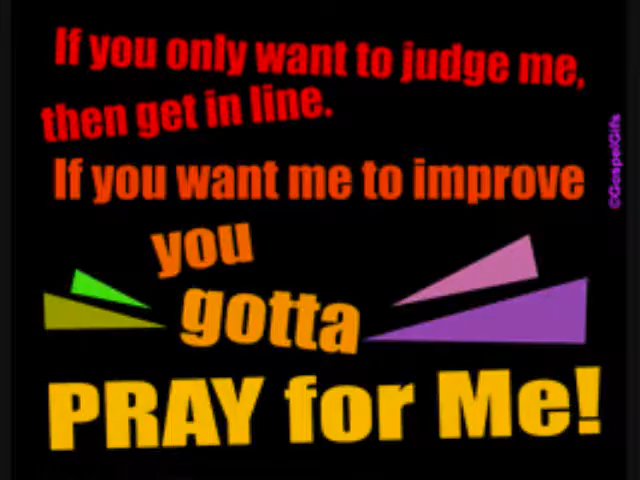 If you only want to judge me,
then get in line.
If you want me to improve
you
gotta
PRAY for Me!
©GospelGifs